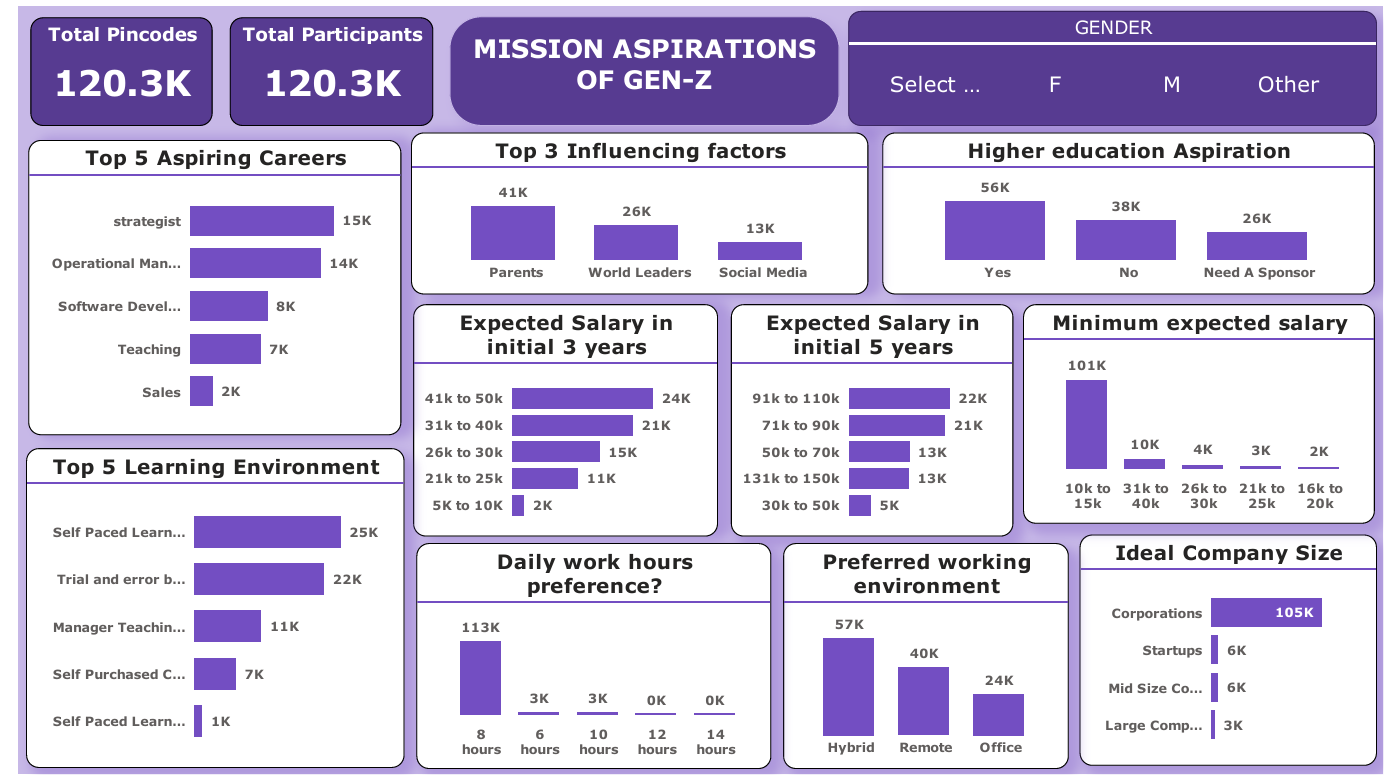 Total Pincodes
120.3K
Total Participants
120.3K
MISSION ASPIRATIONS
OF GEN-Z
GENDER
Select ... F M Other
Top 5 Aspiring Careers
strategist 15K
Operational Man... 14K
Software Devel... 8K
Teaching 7K
Sales 2K
Top 3 Influencing factors
41K 26K 13K
Parents World Leaders Social Media
Higher education Aspiration
56K 38K 26K
Yes No Need A Sponsor
Expected Salary in
initial 3 years
41k to 50k 24K
31k to 40k 21K
26k to 30k 15K
21k to 25k 11K
5K to 10K 2K
Expected Salary in
initial 5 years
91k to 110k 22K
71k to 90k 21K
50k to 70k 13K
131k to 150k 13K
30k to 50k 5K
Minimum expected salary
101K 10K 4K 3K 2K
10k to 31k to 26k to 21k to 16k to
15k 40k 30k 25k 20k
Top 5 Learning Environment
Self Paced Learn... 25K
Trial and error b... 22K
Manager Teachin... 11K
Self Purchased C... 7K
Self Paced Learn... 1K
Daily work hours
preference?
113K 3K 3K 0K 0K
8 6 10 12 14
hours hours hours hours hours
Preferred working
environment
57K 40K 24K
Hybrid Remote Office
Ideal Company Size
Corporations 105K
Startups 6K
Mid Size Co... 6K
Large Comp... 3K